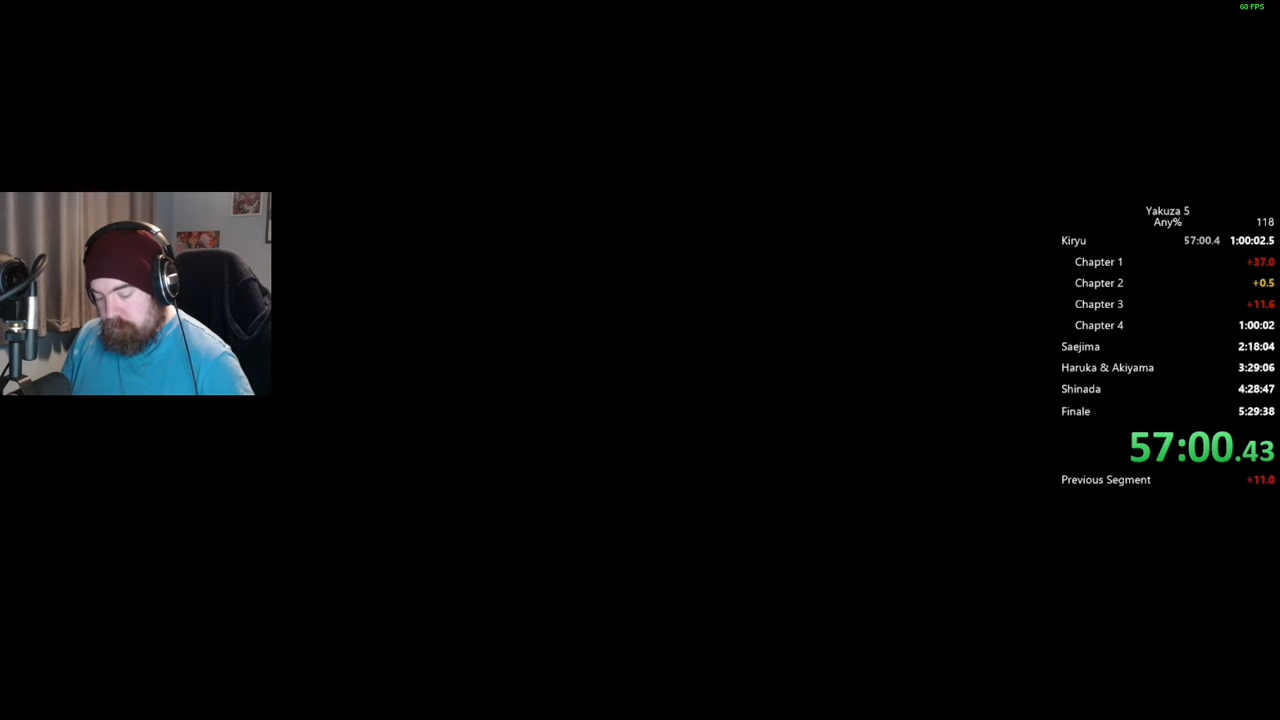 60 FPS
Yakuza 5
Any% 118
Kiryu 57:00.4 1:00:02.5
Chapter 1 +37.0
Chapter 2 +0.5
Chapter 3 +11.6
Chapter 4 1:00:02
Saejima 2:18:04
Haruka & Akiyama 3:29:06
Shinada 4:28:47
Finale 5:29:38
57:00.43
Previous Segment +11.0